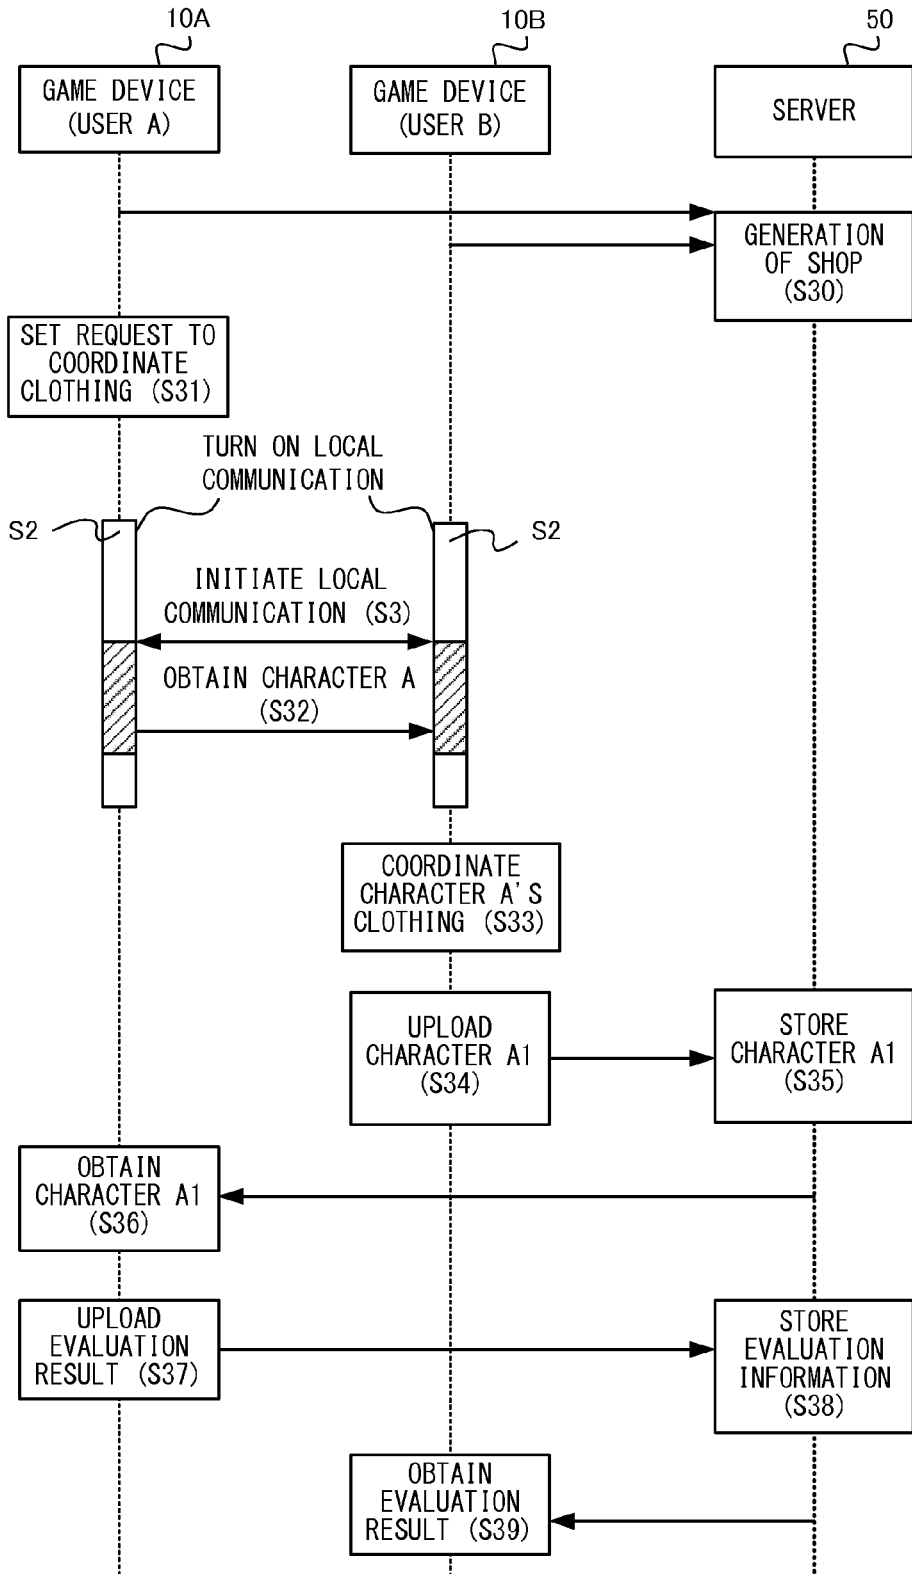 10A
10B
50
GAME DEVICE
(USER A)
GAME DEVICE
(USER B)
SERVER
GENERATION
OF SHOP
(S30)
SET REQUEST TO
COORDINATE
CLOTHING (S31)
TURN ON LOCAL
COMMUNICATION
S2
S2
INITIATE LOCAL
COMMUNICATION (S3)
OBTAIN CHARACTER A
(S32)
COORDINATE
CHARACTER A'S
CLOTHING (S33)
UPLOAD
CHARACTER A1
(S34)
STORE
CHARACTER A1
(S35)
OBTAIN
CHARACTER A1
(S36)
UPLOAD
EVALUATION
RESULT (S37)
STORE
EVALUATION
INFORMATION
(S38)
OBTAIN
EVALUATION
RESULT (S39)